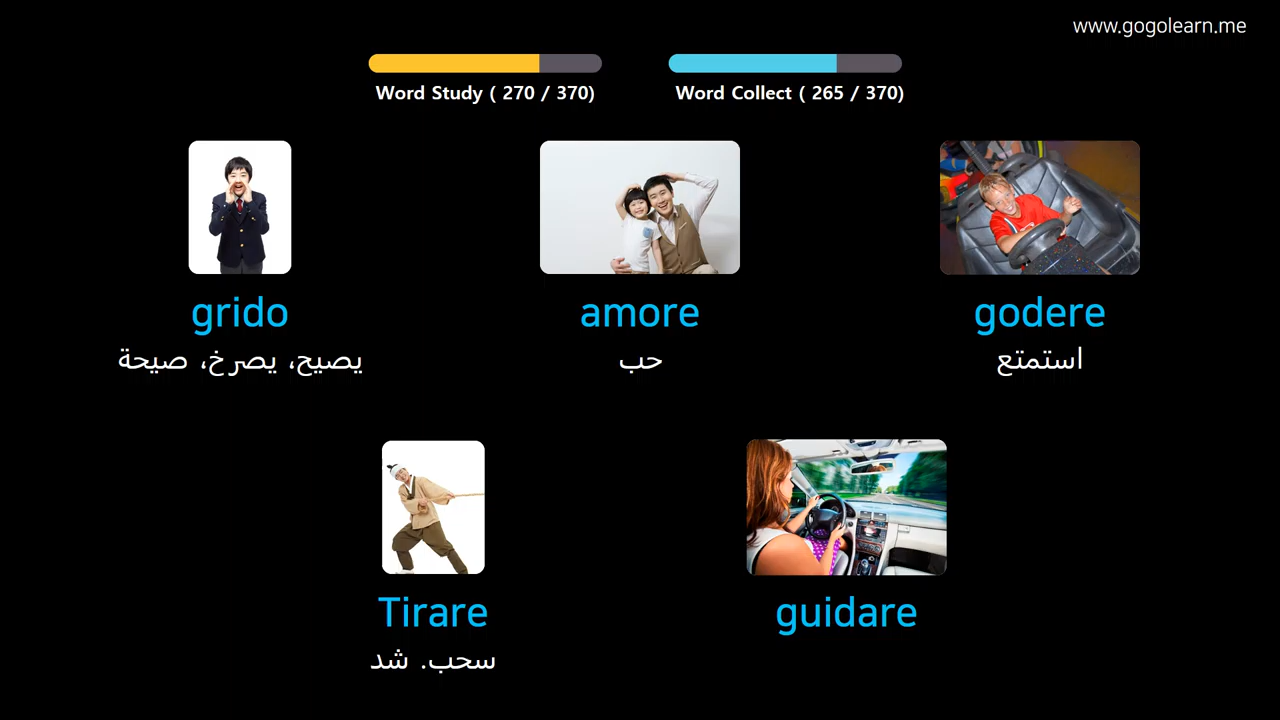 www.gogolearn.me
Word Study ( 270 / 370)
Word Collect ( 265 / 370)
grido
amore
godere
يصيح، يصرخ، صيحة
حب
استمتع
Tirare
guidare
سحب. شد